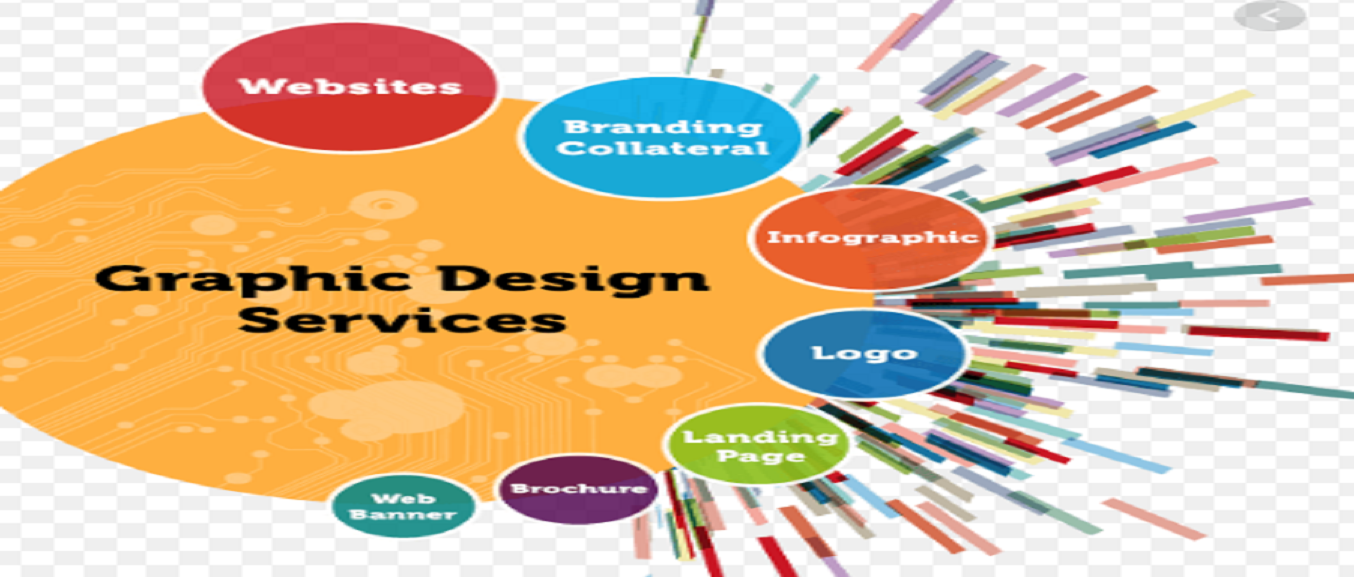 Websites
Branding
Collateral
Infographic
Graphic Design
Services
Logo
Landing
Page
Brochure
Web
Banner